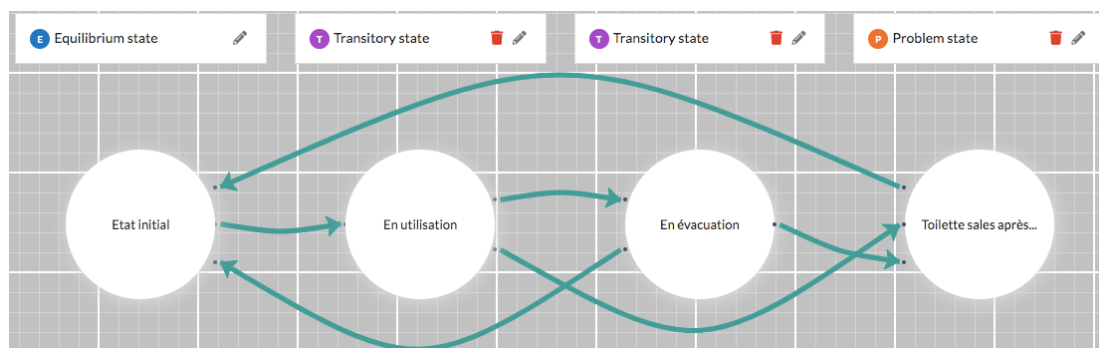 E Equilibrium state
T Transitory state
T Transitory state
P Problem state
Etat initial
En utilisation
En évacuation
Toilette sales après...